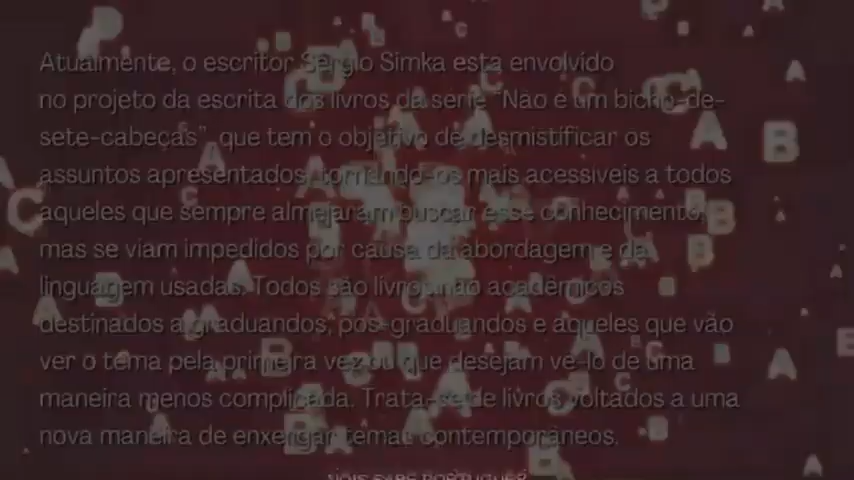 Atualmente, o escritor Sérgio Simka está envolvido
no projeto da escrita dos livros da série "Não é um bicho-de-
sete-cabeças", que tem o objetivo de desmistificar os
assuntos apresentados, tornando-os mais acessíveis a todos
aqueles que sempre almejaram buscar esse conhecimento,
mas se viam impedidos por causa da abordagem e da
linguagem usadas. Todos são livros não acadêmicos
destinados a graduandos, pós-graduandos e àqueles que vão
ver o tema pela primeira vez ou que desejam vê-lo de uma
maneira menos complicada. Trata-se de livros voltados a uma
nova maneira de enxergar temas contemporâneos.
NÓIS SABE PORTUGUÊS